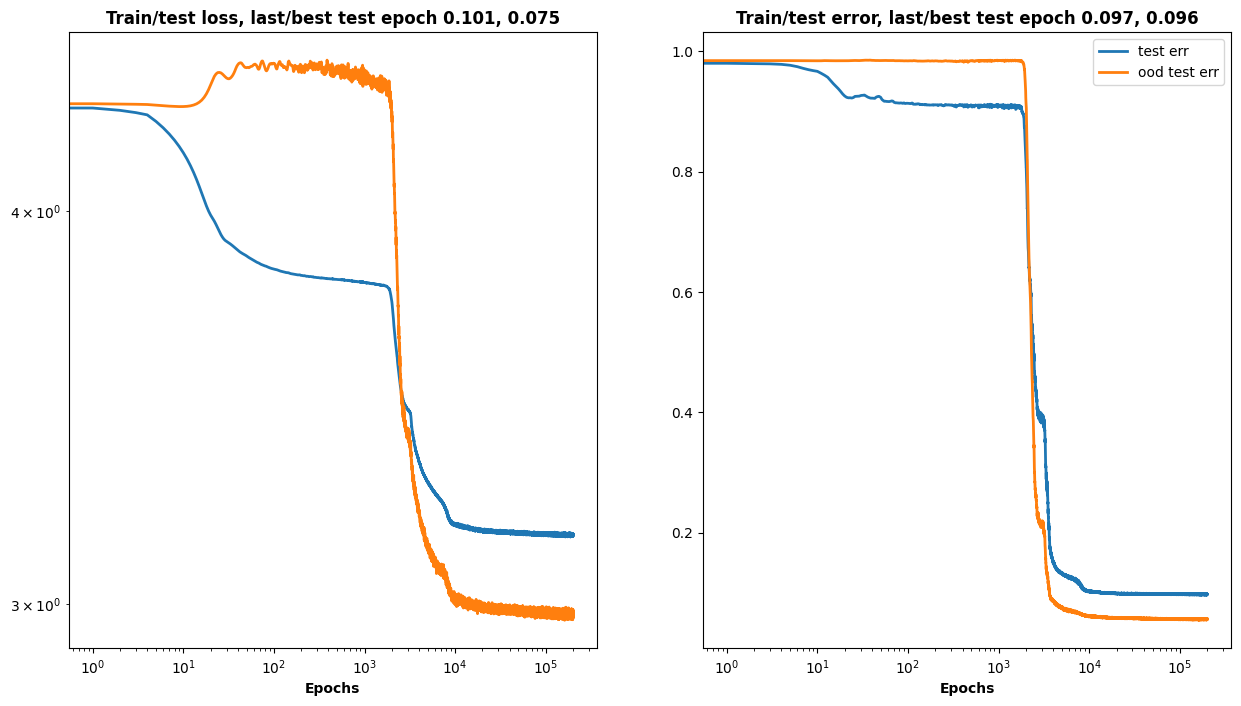 Train/test loss, last/best test epoch 0.101, 0.075
4 × 10⁰
3 × 10⁰
10⁰ 10¹ 10² 10³ 10⁴ 10⁵
Epochs
Train/test error, last/best test epoch 0.097, 0.096
test err
ood test err
1.0
0.8
0.6
0.4
0.2
10⁰ 10¹ 10² 10³ 10⁴ 10⁵
Epochs